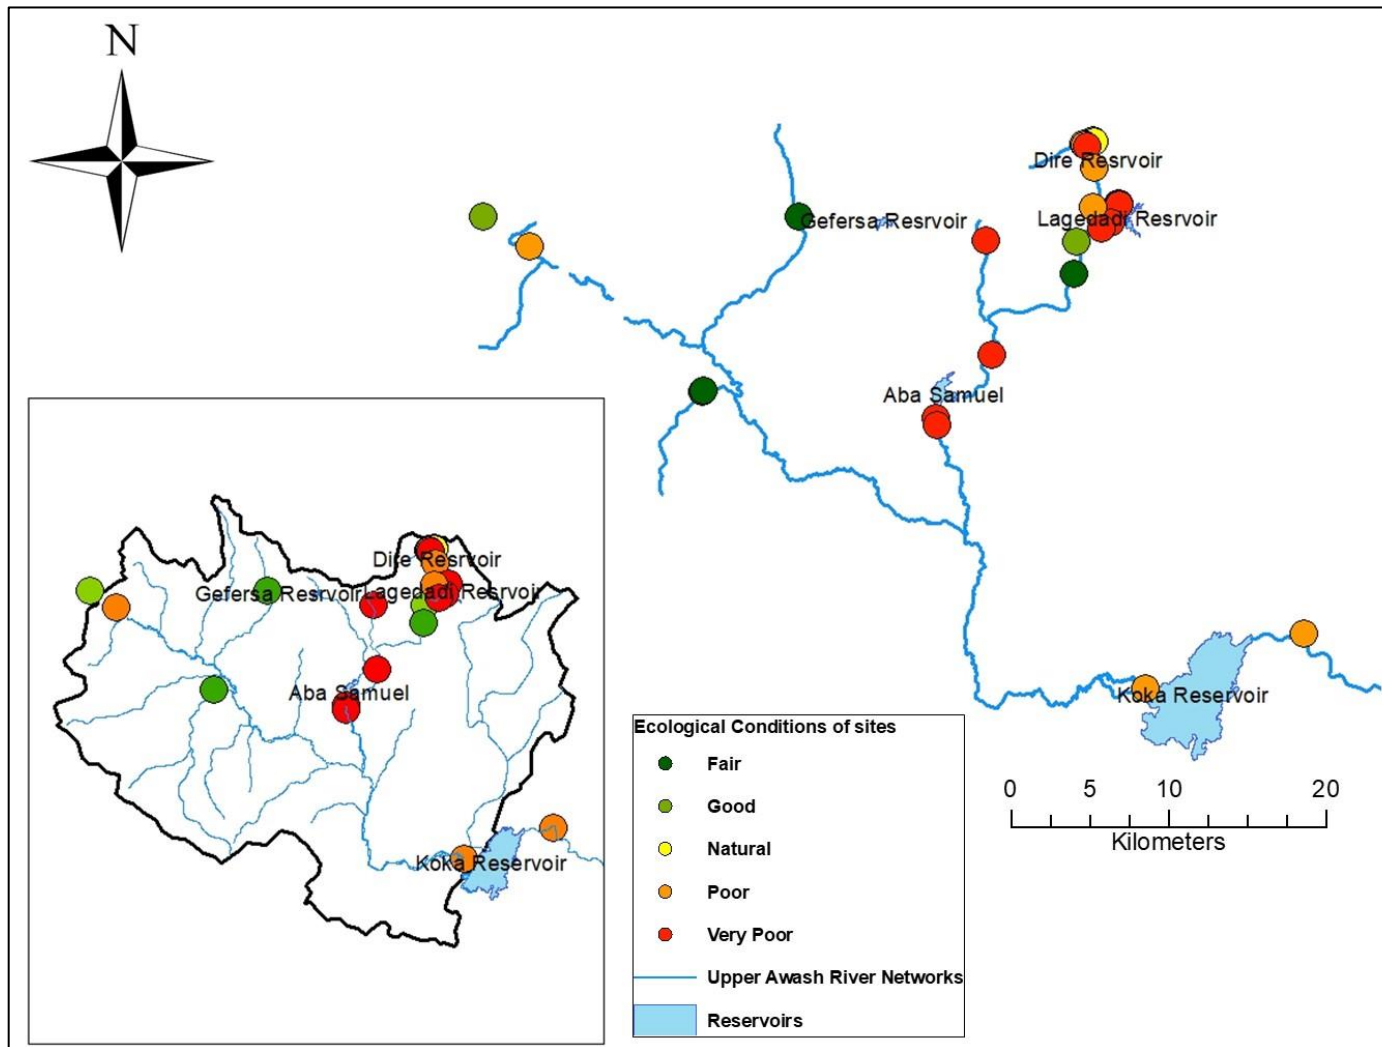 N
Dire Resrvoir
Gefersa Resrvoir
Lagedadi Resrvoir
Aba Samuel
Koka Reservoir
Dire Resrvoir
Gefersa Resrvoir
Lagedadi Resrvoir
Aba Samuel
Koka Reservoir
Ecological Conditions of sites
Fair
Good
Natural
Poor
Very Poor
Upper Awash River Networks
Reservoirs
0 5 10 20
Kilometers